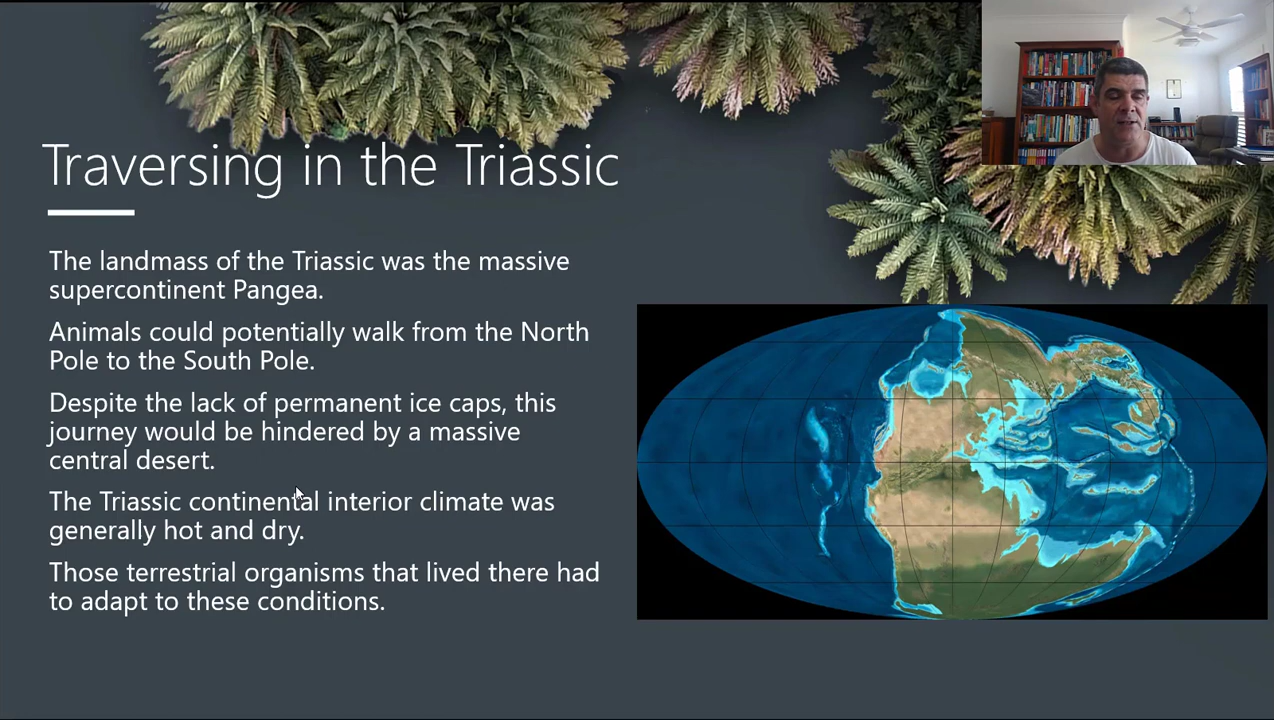 Traversing in the Triassic
The landmass of the Triassic was the massive
supercontinent Pangea.
Animals could potentially walk from the North
Pole to the South Pole.
Despite the lack of permanent ice caps, this
journey would be hindered by a massive
central desert.
The Triassic continental interior climate was
generally hot and dry.
Those terrestrial organisms that lived there had
to adapt to these conditions.